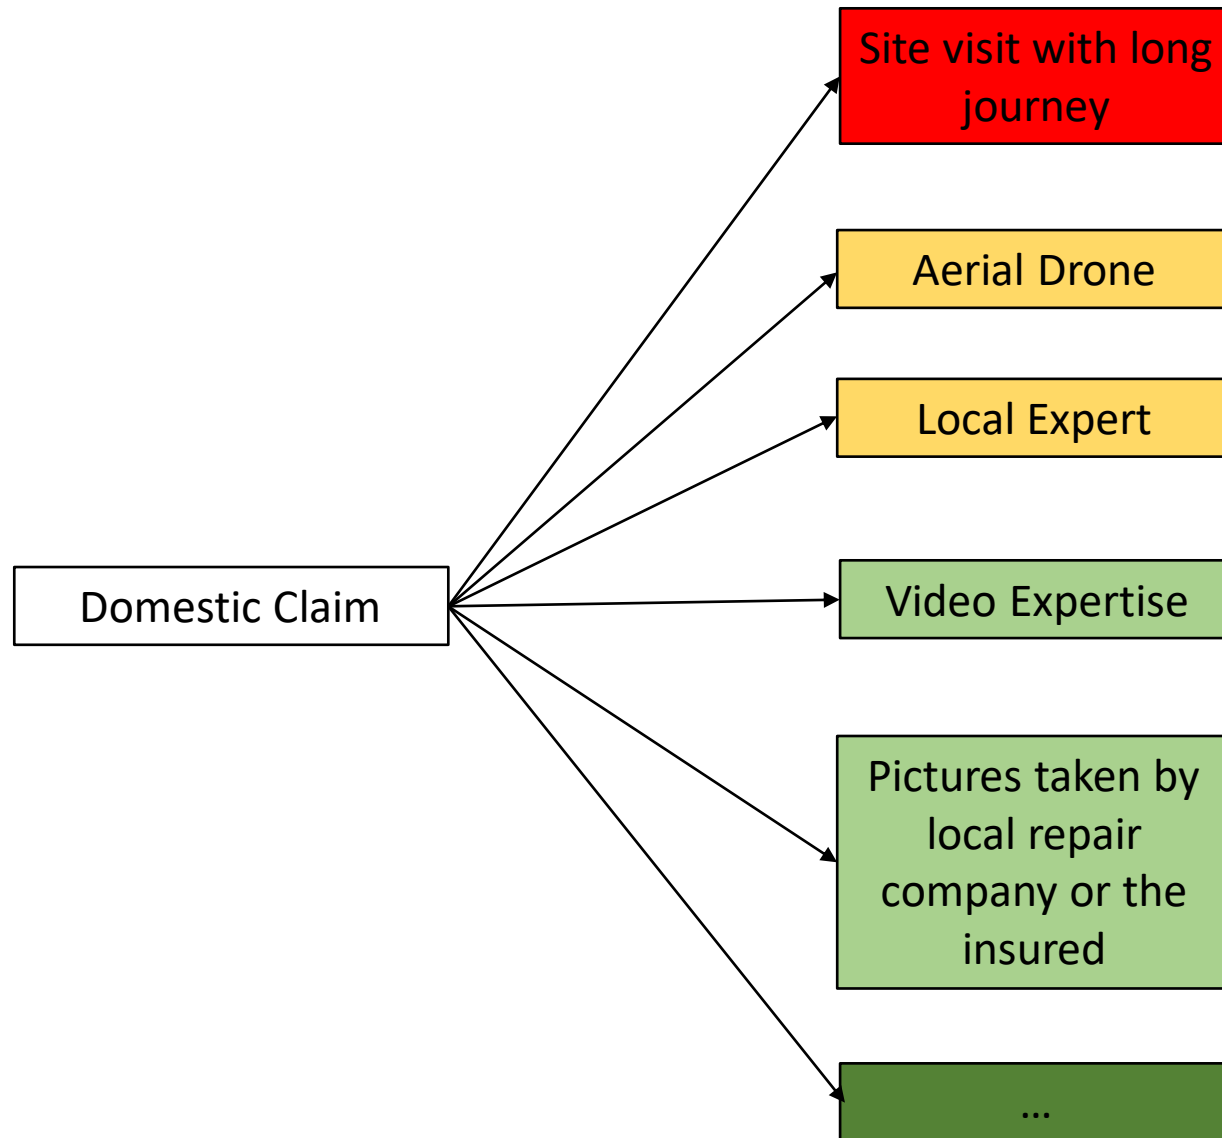 Site visit with long
journey
Aerial Drone
Local Expert
Domestic Claim
Video Expertise
Pictures taken by
local repair
company or the
insured
...